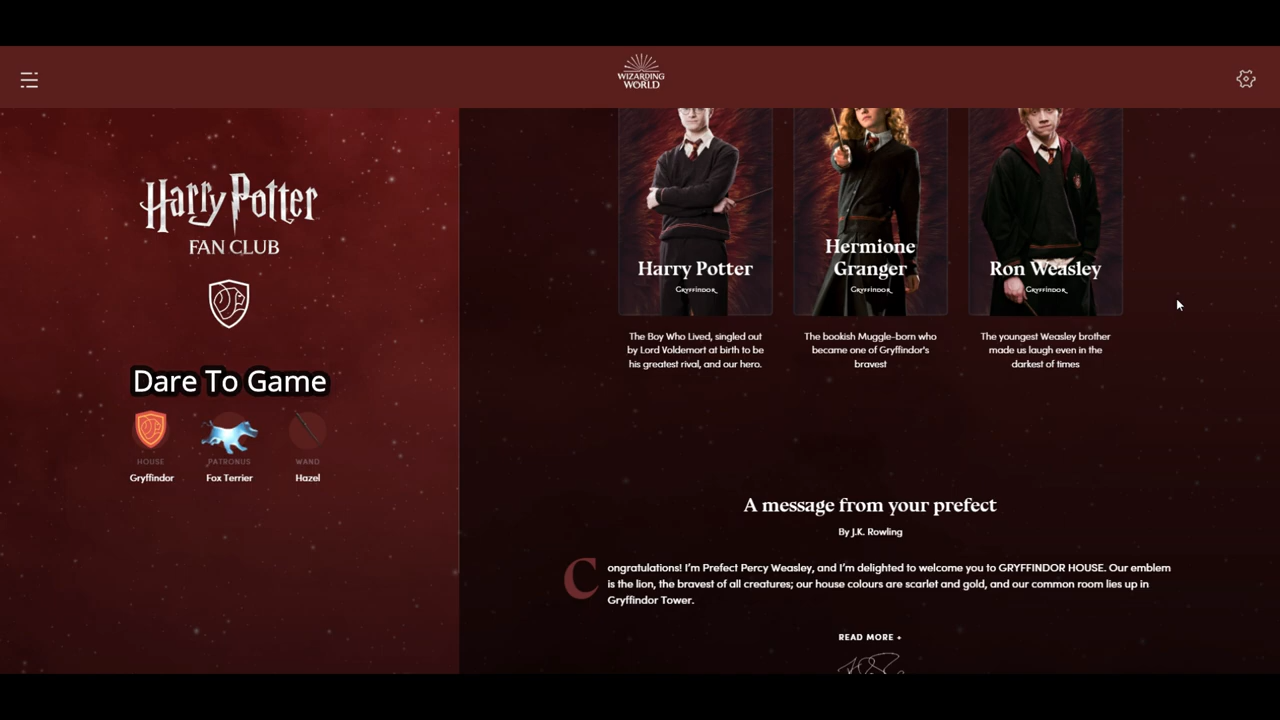 WIZARDING
WORLD
Harry Potter
FAN CLUB
Dare To Game
HOUSE
Gryffindor
PATRONUS
Fox Terrier
WAND
Hazel
Harry Potter
GRYFFINDOR
The Boy Who Lived, singled out
by Lord Voldemort at birth to be
his greatest rival, and our hero.
Hermione
Granger
GRYFFINDOR
The bookish Muggle-born who
became one of Gryffindor's
bravest
Ron Weasley
GRYFFINDOR
The youngest Weasley brother
made us laugh even in the
darkest of times
A message from your prefect
By J.K. Rowling
Congratulations! I'm Prefect Percy Weasley, and I'm delighted to welcome you to GRYFFINDOR HOUSE. Our emblem
is the lion, the bravest of all creatures; our house colours are scarlet and gold, and our common room lies up in
Gryffindor Tower.
READ MORE +